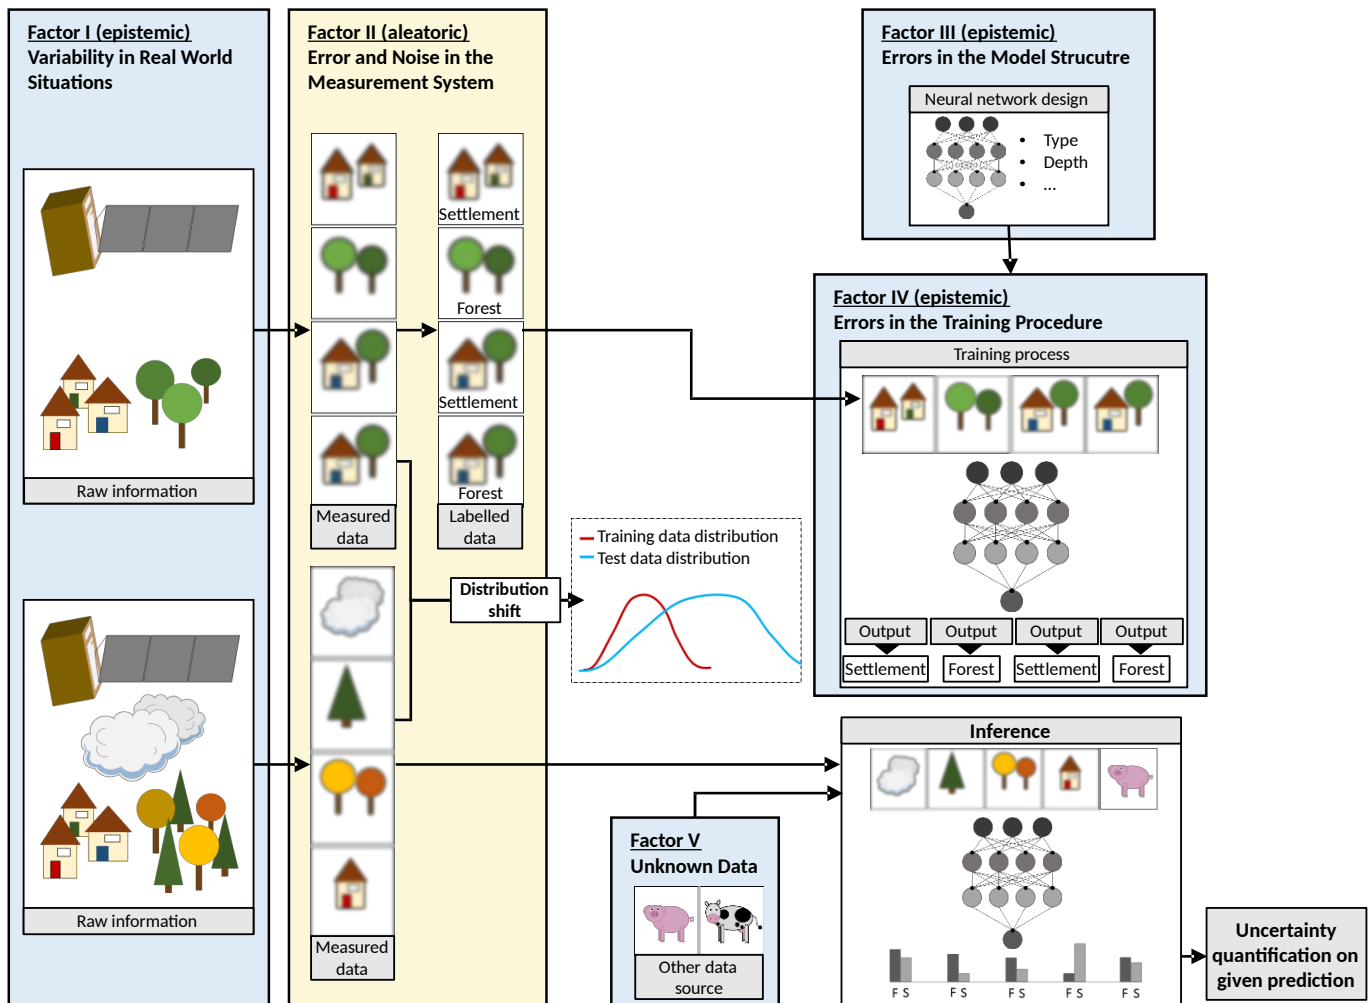 Factor I (epistemic)
Variability in Real World
Situations
Raw information
Raw information
Factor II (aleatoric)
Error and Noise in the
Measurement System
Settlement
Forest
Settlement
Forest
Measured
data
Labelled
data
Measured
data
Distribution
shift
Training data distribution
Test data distribution
Factor III (epistemic)
Errors in the Model Strucutre
Neural network design
• Type
• Depth
• ...
Factor IV (epistemic)
Errors in the Training Procedure
Training process
Output
Output
Output
Output
Settlement
Forest
Settlement
Forest
Factor V
Unknown Data
Other data
source
Inference
F S
F S
F S
F S
F S
Uncertainty
quantification on
given prediction